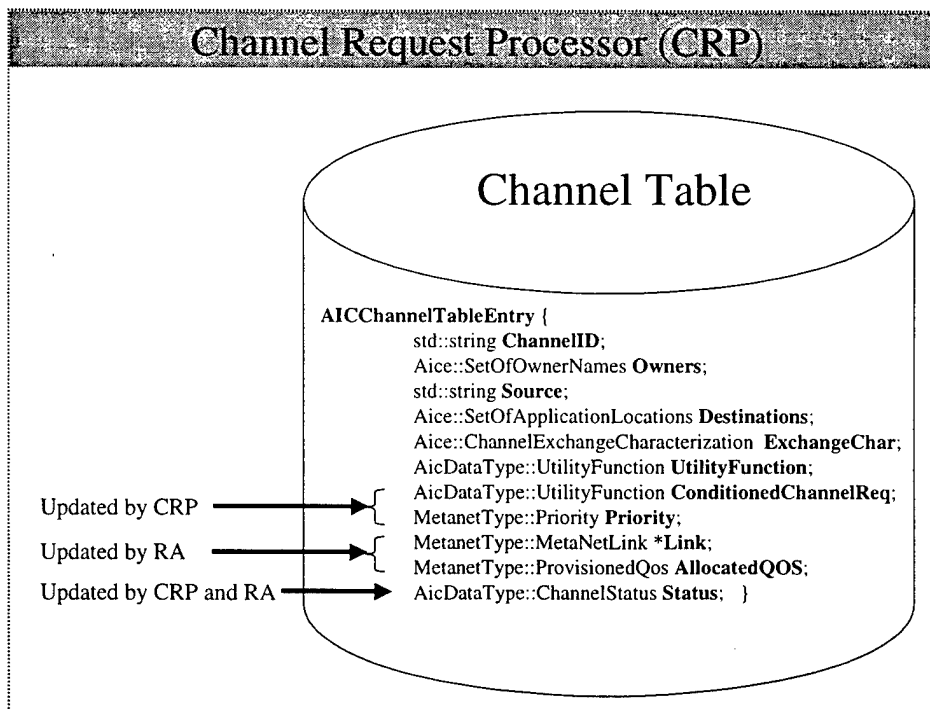 Channel Request Processor (CRP)
Channel Table
AICChannelTableEntry {
std::string ChannelID;
Aice::SetOfOwnerNames Owners;
std::string Source;
Aice::SetOfApplicationLocations Destinations;
Aice::ChannelExchangeCharacterization ExchangeChar;
AicDataType::UtilityFunction UtilityFunction;
Updated by CRP
AicDataType::UtilityFunction ConditionedChannelReq;
MetanetType::Priority Priority;
Updated by RA
MetanetType::MetaNetLink *Link;
MetanetType::ProvisionedQos AllocatedQOS;
Updated by CRP and RA
AicDataType::ChannelStatus Status; }